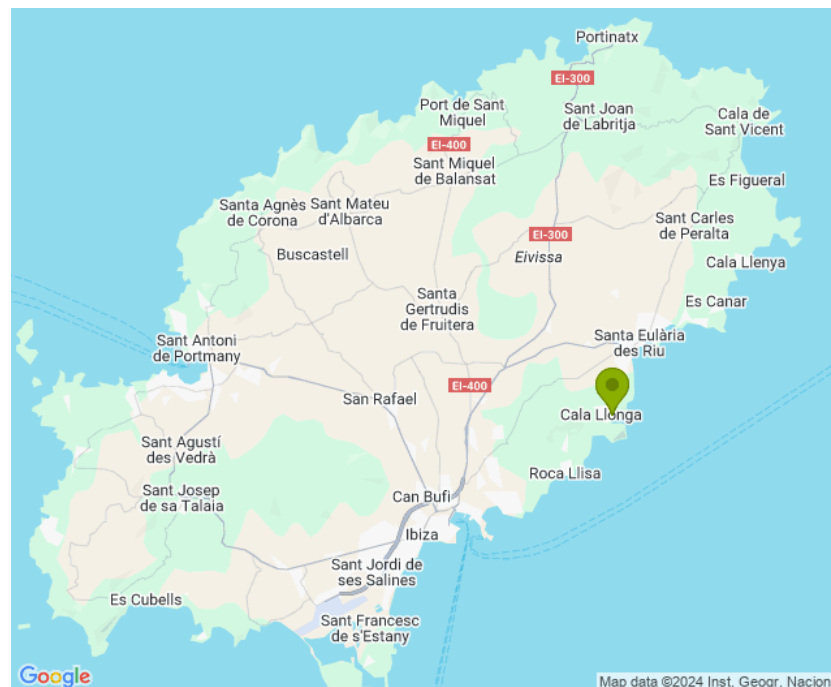 Portinatx
EI-300
Port de Sant
Miquel
Sant Joan
de Labritja
Cala de
Sant Vicent
EI-400
Sant Miquel
de Balansat
Es Figueral
Santa Agnès
de Corona
Sant Mateu
d'Albarca
Sant Carles
de Peralta
EI-300
Buscastell
Eivissa
Cala Llenya
Santa
Gertrudis
de Fruitera
Es Canar
Sant Antoni
de Portmany
Santa Eulària
des Riu
EI-400
San Rafael
Cala Llonga
Sant Agustí
des Vedrà
Roca Llisa
Sant Josep
de sa Talaia
Can Bufi
Ibiza
Sant Jordi de
ses Salines
Es Cubells
Sant Francesc
de s'Estany
Google
Map data ©2024 Inst. Geogr. Nacion